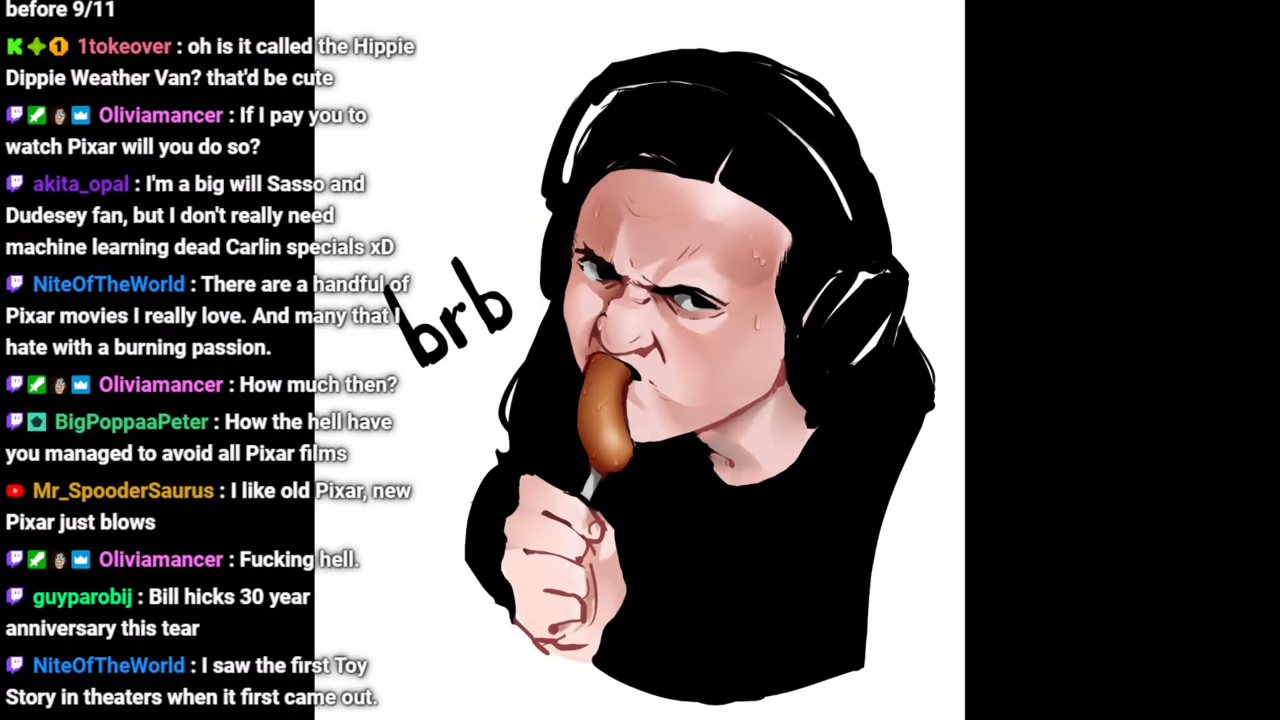 before 9/11
1tokeover : oh is it called the Hippie
Dippie Weather Van? that'd be cute
Oliviamancer : If I pay you to
watch Pixar will you do so?
akita_opal : I'm a big will Sasso and
Dudesey fan, but I don't really need
machine learning dead Carlin specials xD
NiteOfTheWorld : There are a handful of
Pixar movies I really love. And many that I
hate with a burning passion.
Oliviamancer : How much then?
BigPoppaaPeter : How the hell have
you managed to avoid all Pixar films
Mr_SpooderSaurus : I like old Pixar, new
Pixar just blows
Oliviamancer : Fucking hell.
guyparobij : Bill hicks 30 year
anniversary this tear
NiteOfTheWorld : I saw the first Toy
Story in theaters when it first came out.
brb